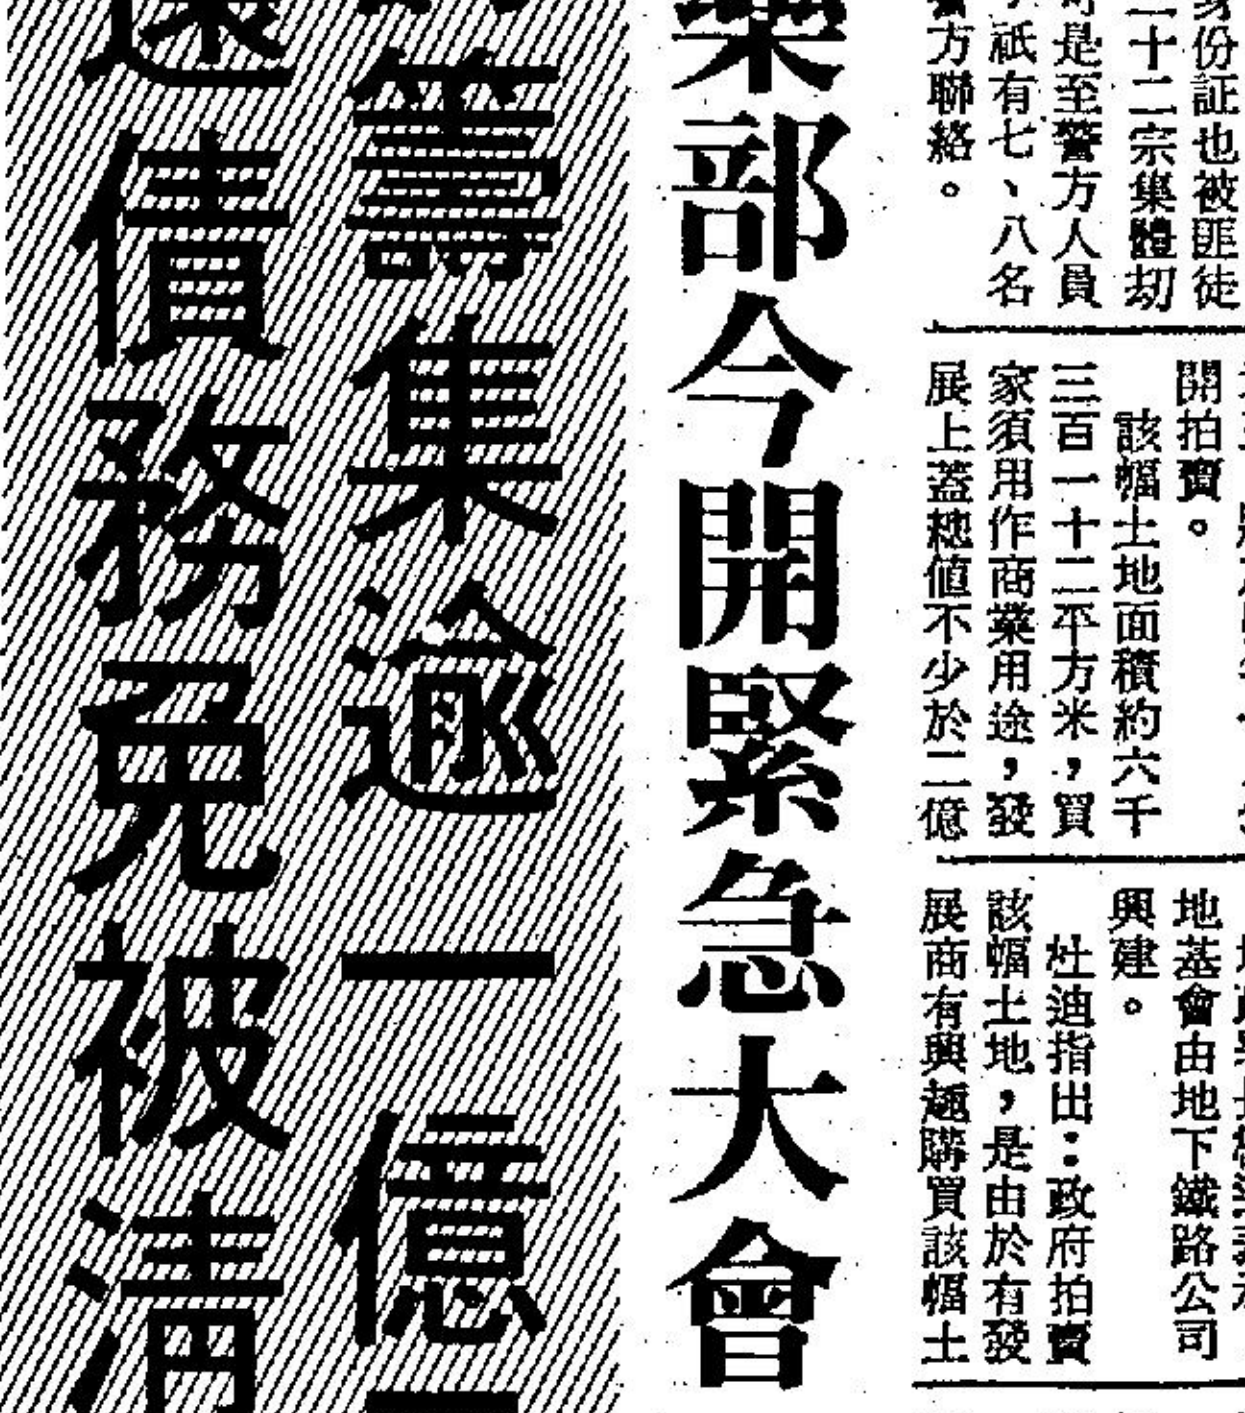 份証也被匪徒
二十二宗集體刧
是至警方人員
祇有七、八名
方聯絡。
開拍賣。
該幅土地面積約六千
三百一十二平方米，買
家須用作商業用途，發
展上蓋總值不少於二億
地基會由地下鐵路公司
興建。
杜迪指出：政府拍賣
該幅土地，是由於有發
展商有興趣購買該幅土
樂部今開緊急大會
籌集逾一億
還債務免被清